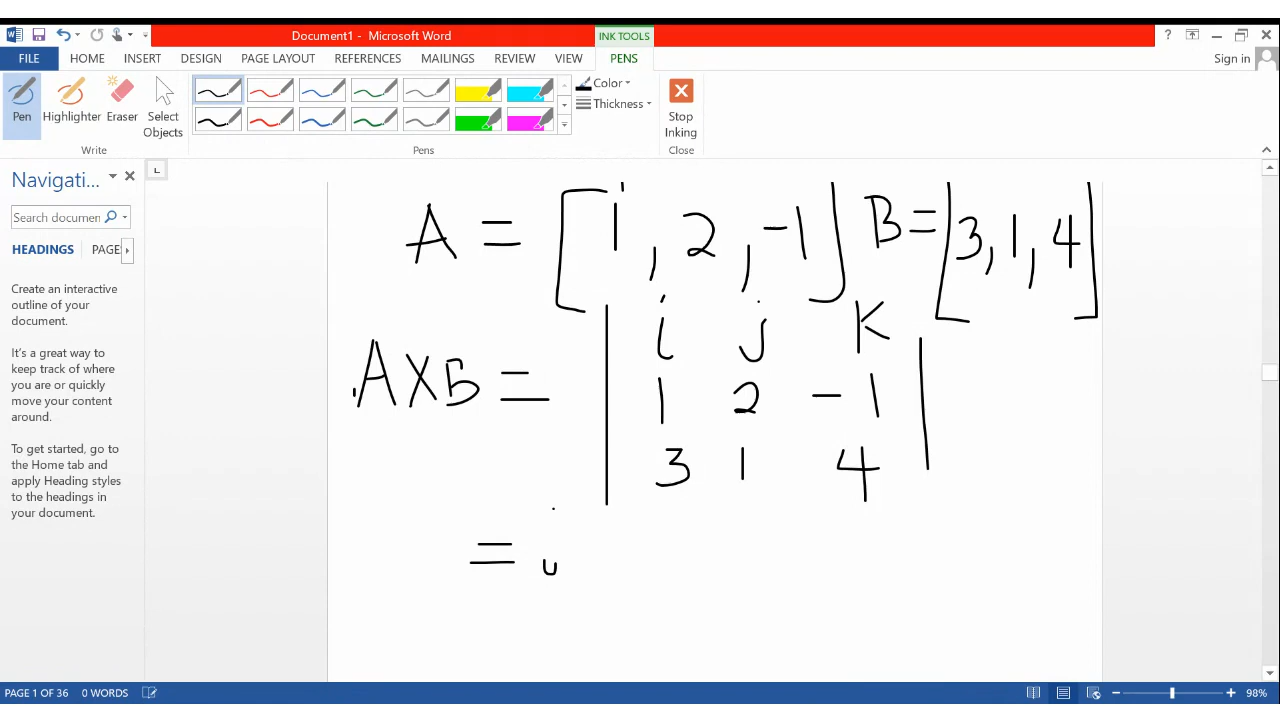 Document1 - Microsoft Word
INK TOOLS
?
FILE HOME INSERT DESIGN PAGE LAYOUT REFERENCES MAILINGS REVIEW VIEW PENS Sign in
Pen Highlighter Eraser Select Objects
Color
Thickness
Stop Inking
Write Pens Close
Navigati...
Search documen
HEADINGS PAGE
Create an interactive
outline of your
document.
It's a great way to
keep track of where
you are or quickly
move your content
around.
To get started, go to
the Home tab and
apply Heading styles
to the headings in
your document.
A = [1, 2, -1] B = [3, 1, 4]
i j K
AXB = 1 2 -1
3 1 4
=
PAGE 1 OF 36 0 WORDS 98%